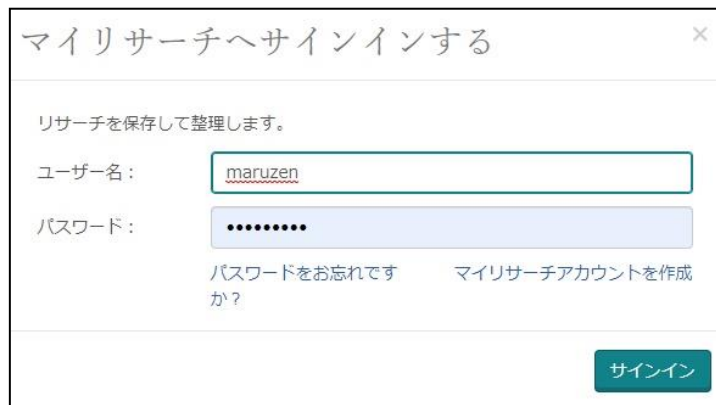 マイリサーチへサインインする
×
リサーチを保存して整理します。
ユーザー名：
maruzen
パスワード：
•••••••••
パスワードをお忘れです
か？
マイリサーチアカウントを作成
サインイン